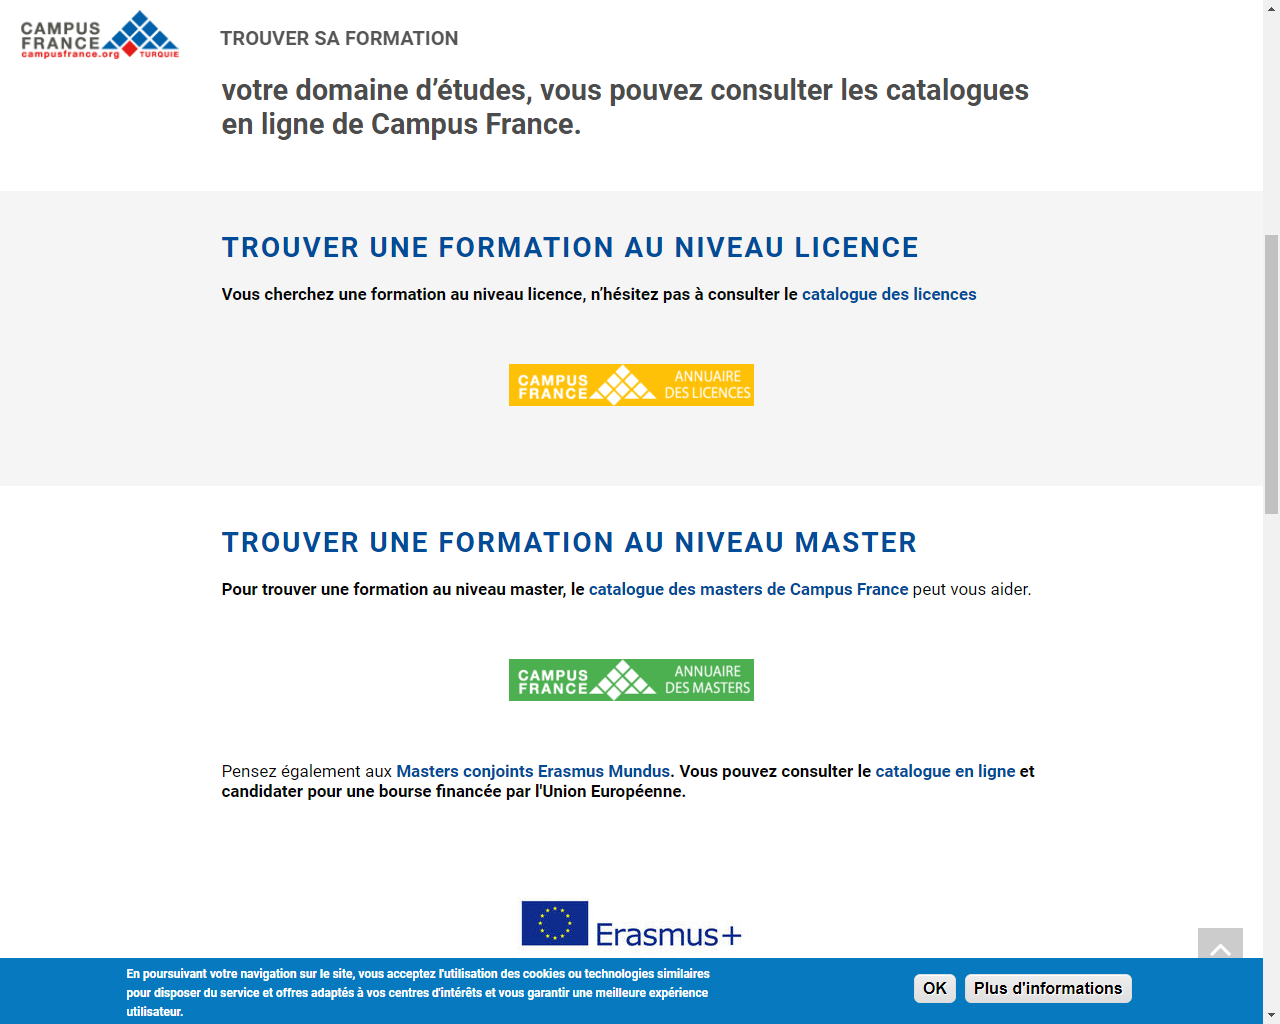 CAMPUS
FRANCE
campusfrance.org
TURQUIE
TROUVER SA FORMATION
votre domaine d’études, vous pouvez consulter les catalogues
en ligne de Campus France.
TROUVER UNE FORMATION AU NIVEAU LICENCE
Vous cherchez une formation au niveau licence, n’hésitez pas à consulter le catalogue des licences
CAMPUS
FRANCE
ANNUAIRE
DES LICENCES
TROUVER UNE FORMATION AU NIVEAU MASTER
Pour trouver une formation au niveau master, le catalogue des masters de Campus France peut vous aider.
CAMPUS
FRANCE
ANNUAIRE
DES MASTERS
Pensez également aux Masters conjoints Erasmus Mundus. Vous pouvez consulter le catalogue en ligne et
candidater pour une bourse financée par l'Union Européenne.
Erasmus+
En poursuivant votre navigation sur le site, vous acceptez l'utilisation des cookies ou technologies similaires
pour disposer du service et offres adaptés à vos centres d'intérêts et vous garantir une meilleure expérience
utilisateur.
OK
Plus d'informations